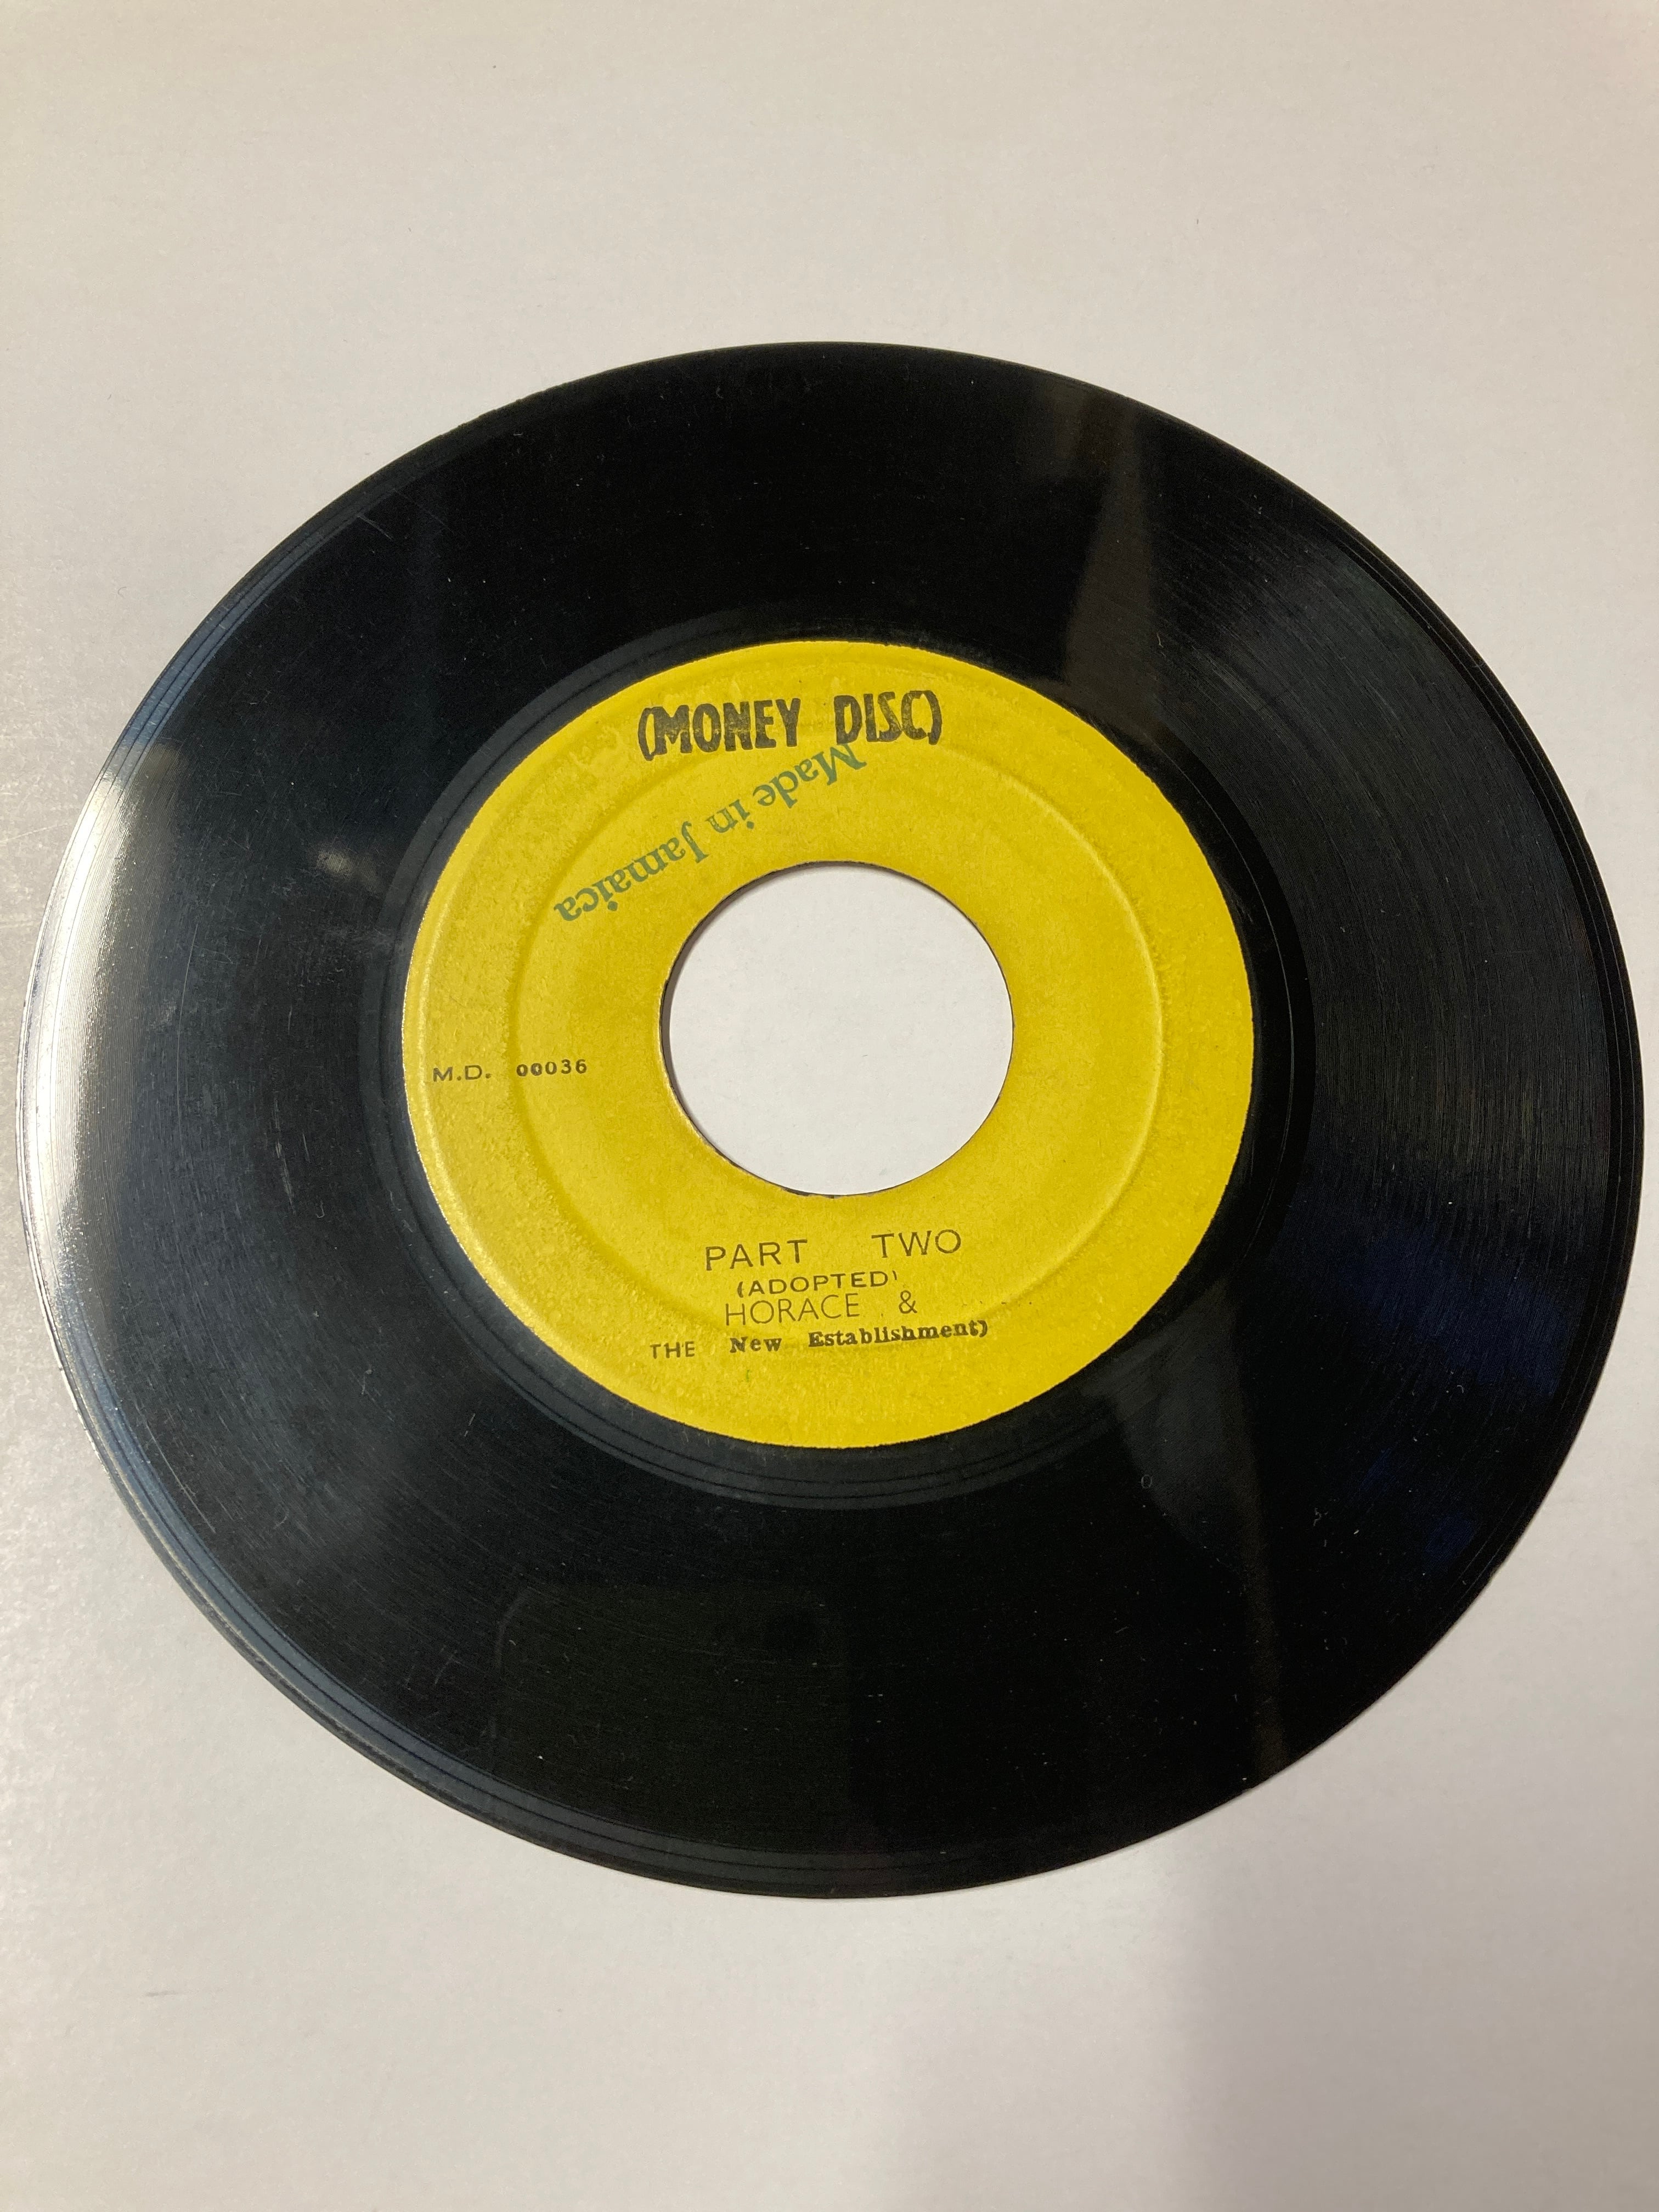 (MONEY DISC)
Made in Jamaica
M.D. 00036
PART TWO
(ADOPTED)
HORACE &
THE New Establishment)